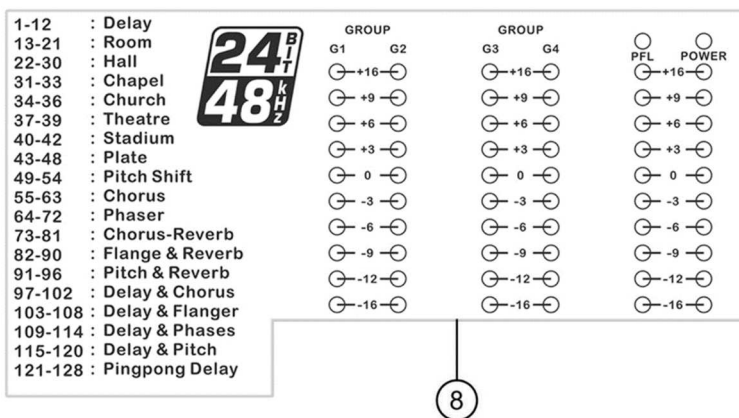 1-12 : Delay
13-21 : Room
22-30 : Hall
31-33 : Chapel
34-36 : Church
37-39 : Theatre
40-42 : Stadium
43-48 : Plate
49-54 : Pitch Shift
55-63 : Chorus
64-72 : Phaser
73-81 : Chorus-Reverb
82-90 : Flange & Reverb
91-96 : Pitch & Reverb
97-102 : Delay & Chorus
103-108 : Delay & Flanger
109-114 : Delay & Phases
115-120 : Delay & Pitch
121-128 : Pingpong Delay
24 BIT
48 kHz
GROUP
G1 G2
+16
+9
+6
+3
0
-3
-6
-9
-12
-16
GROUP
G3 G4
+16
+9
+6
+3
0
-3
-6
-9
-12
-16
PFL POWER
+16
+9
+6
+3
0
-3
-6
-9
-12
-16
8